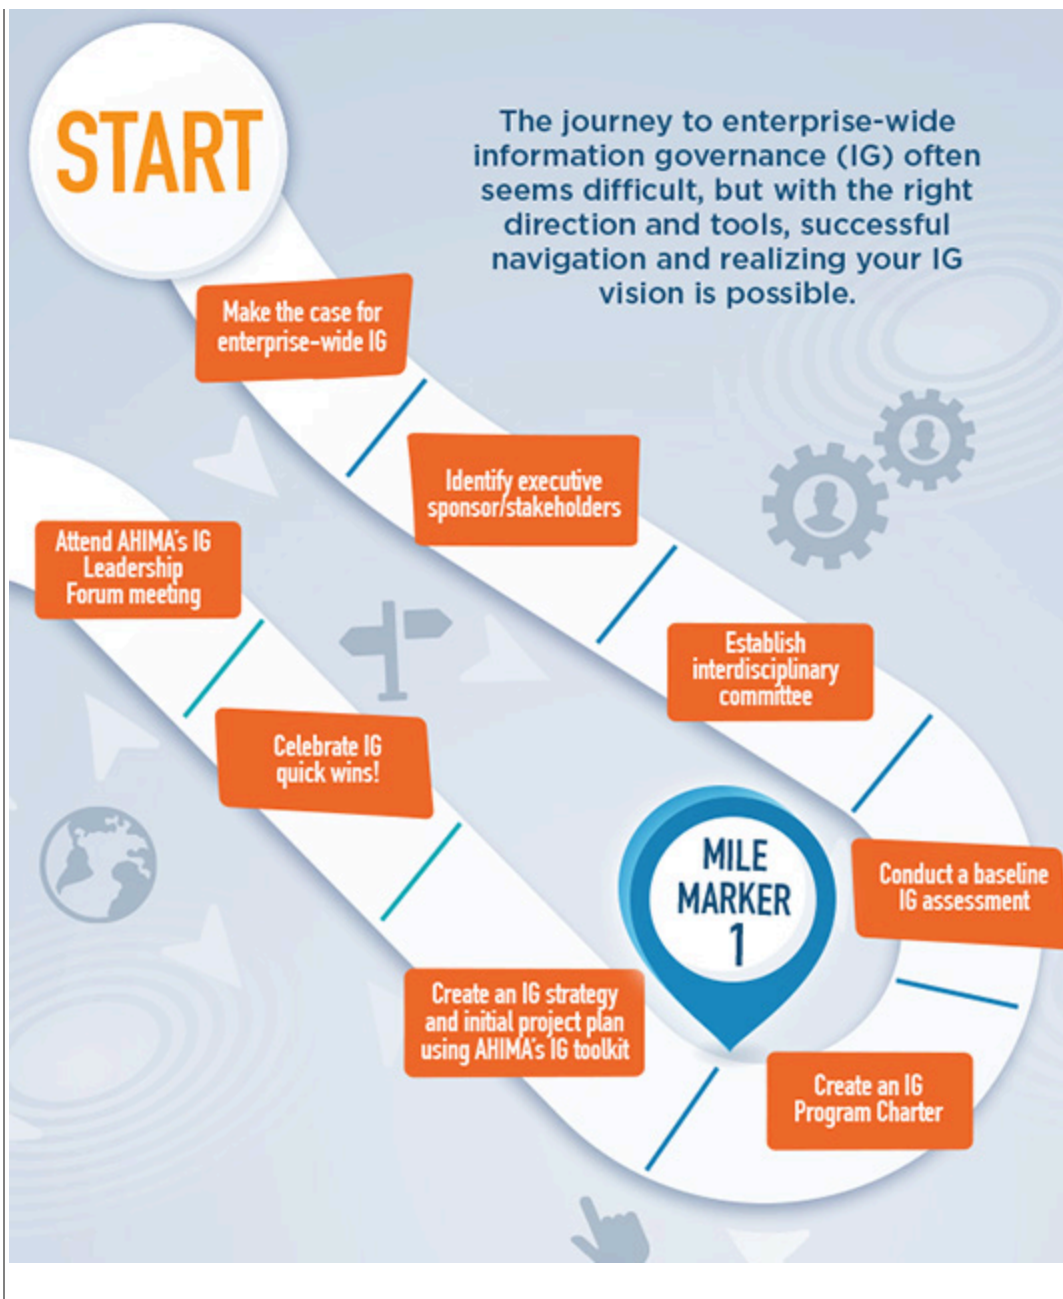 START
The journey to enterprise-wide
information governance (IG) often
seems difficult, but with the right
direction and tools, successful
navigation and realizing your IG
vision is possible.
Make the case for
enterprise-wide IG
Identify executive
sponsor/stakeholders
Establish
interdisciplinary
committee
Conduct a baseline
IG assessment
Create an IG
Program Charter
MILE
MARKER
1
Create an IG strategy
and initial project plan
using AHIMA's IG toolkit
Celebrate IG
quick wins!
Attend AHIMA's IG
Leadership
Forum meeting